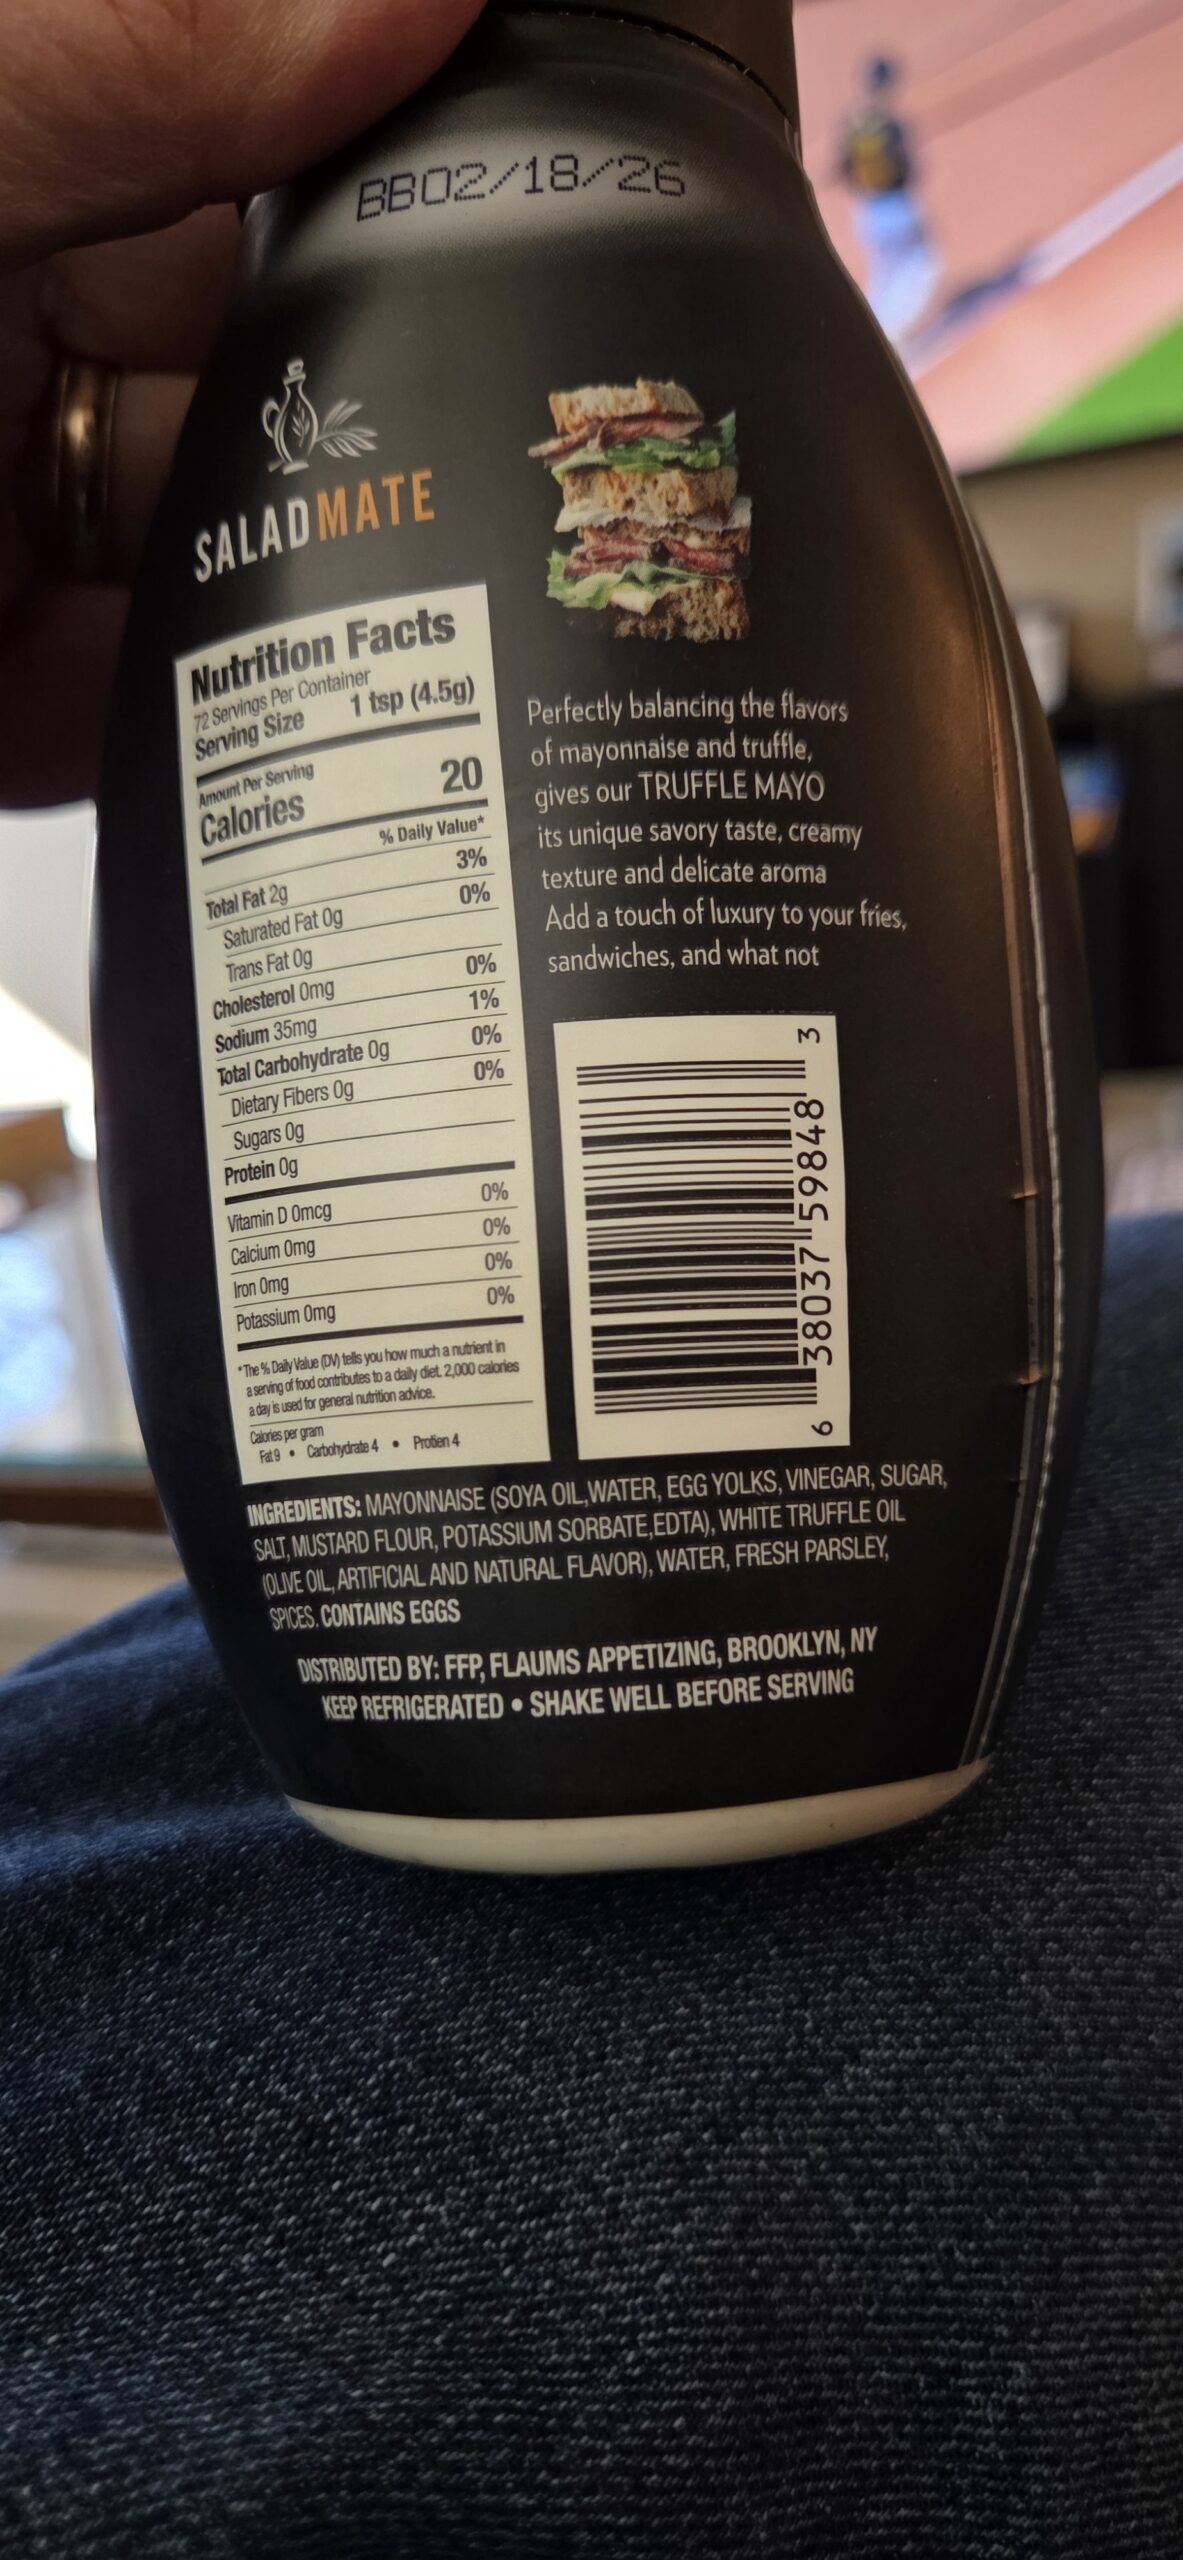 BB02/18/26
SALADMATE
Nutrition Facts
72 Servings Per Container
Serving Size 1 tsp (4.5g)
Amount Per Serving
Calories 20
% Daily Value*
Total Fat 2g 3%
Saturated Fat 0g 0%
Trans Fat 0g
Cholesterol 0mg 0%
Sodium 35mg 1%
Total Carbohydrate 0g 0%
Dietary Fibers 0g 0%
Sugars 0g
Protein 0g
Vitamin D 0mcg 0%
Calcium 0mg 0%
Iron 0mg 0%
Potassium 0mg 0%
*The % Daily Value (DV) tells you how much a nutrient in
a serving of food contributes to a daily diet. 2,000 calories
a day is used for general nutrition advice.
Calories per gram
Fat 9 • Carbohydrate 4 • Protien 4
Perfectly balancing the flavors
of mayonnaise and truffle,
gives our TRUFFLE MAYO
its unique savory taste, creamy
texture and delicate aroma
Add a touch of luxury to your fries,
sandwiches, and what not
6 38037 59848 3
INGREDIENTS: MAYONNAISE (SOYA OIL,WATER, EGG YOLKS, VINEGAR, SUGAR,
SALT, MUSTARD FLOUR, POTASSIUM SORBATE,EDTA), WHITE TRUFFLE OIL
(OLIVE OIL, ARTIFICIAL AND NATURAL FLAVOR), WATER, FRESH PARSLEY,
SPICES. CONTAINS EGGS
DISTRIBUTED BY: FFP, FLAUMS APPETIZING, BROOKLYN, NY
KEEP REFRIGERATED • SHAKE WELL BEFORE SERVING